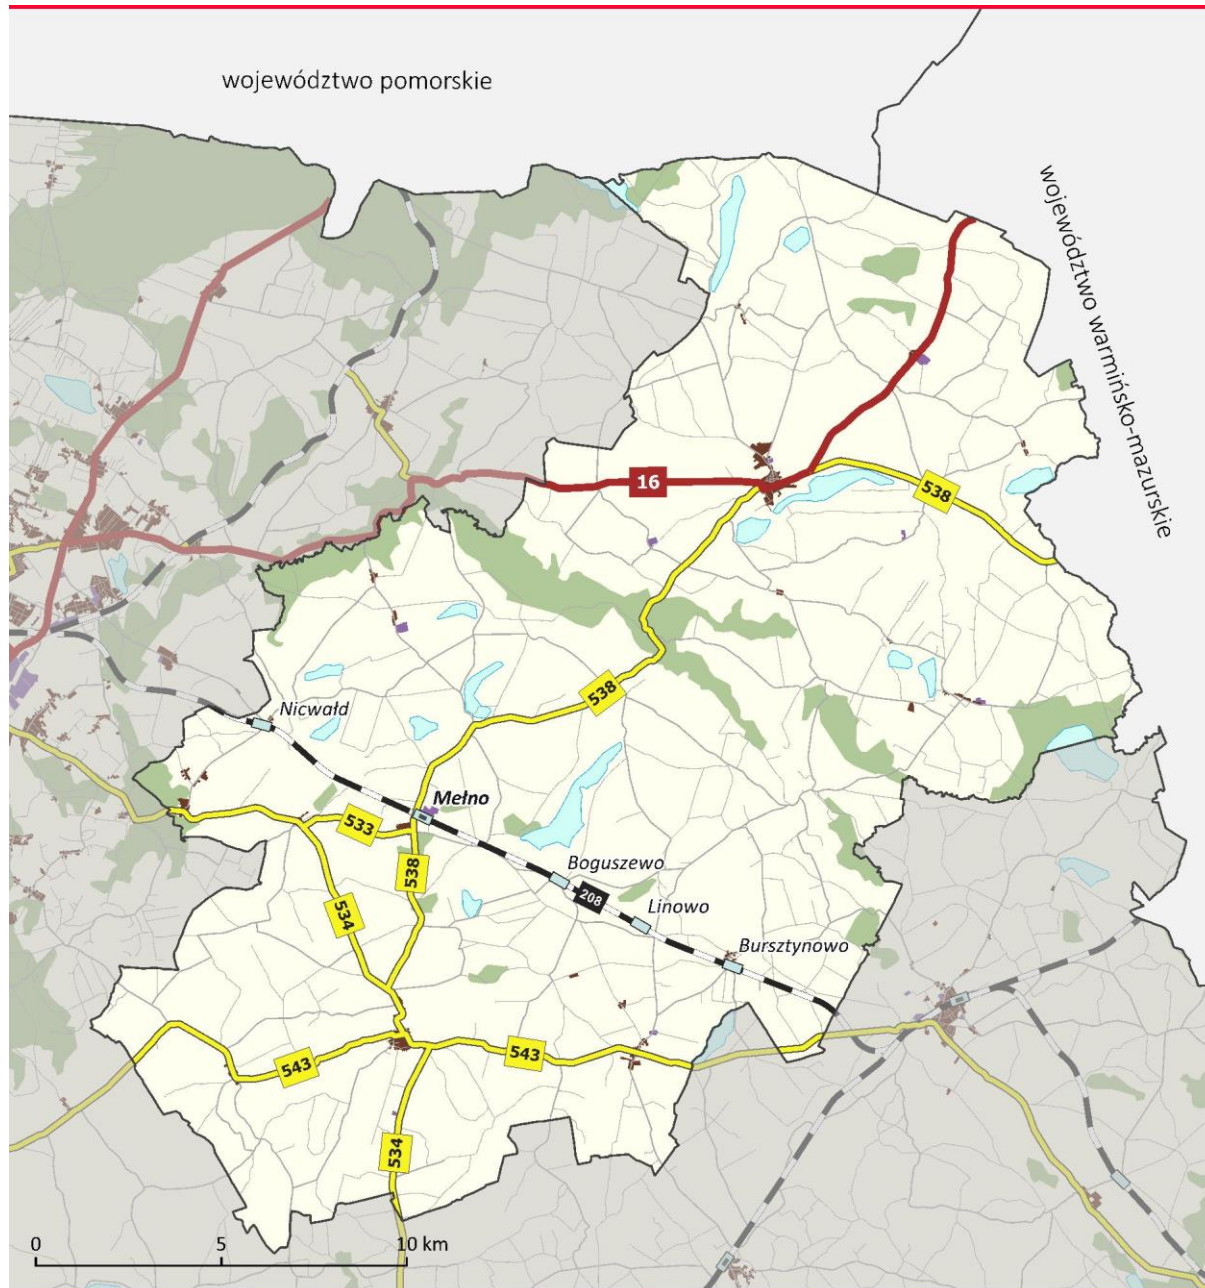 województwo pomorskie
województwo warmińsko-mazurskie
16
538
538
Nicwałd
Mełno
533
538
Boguszewo
208
Linowo
534
Bursztynowo
543
543
534
0 5 10 km